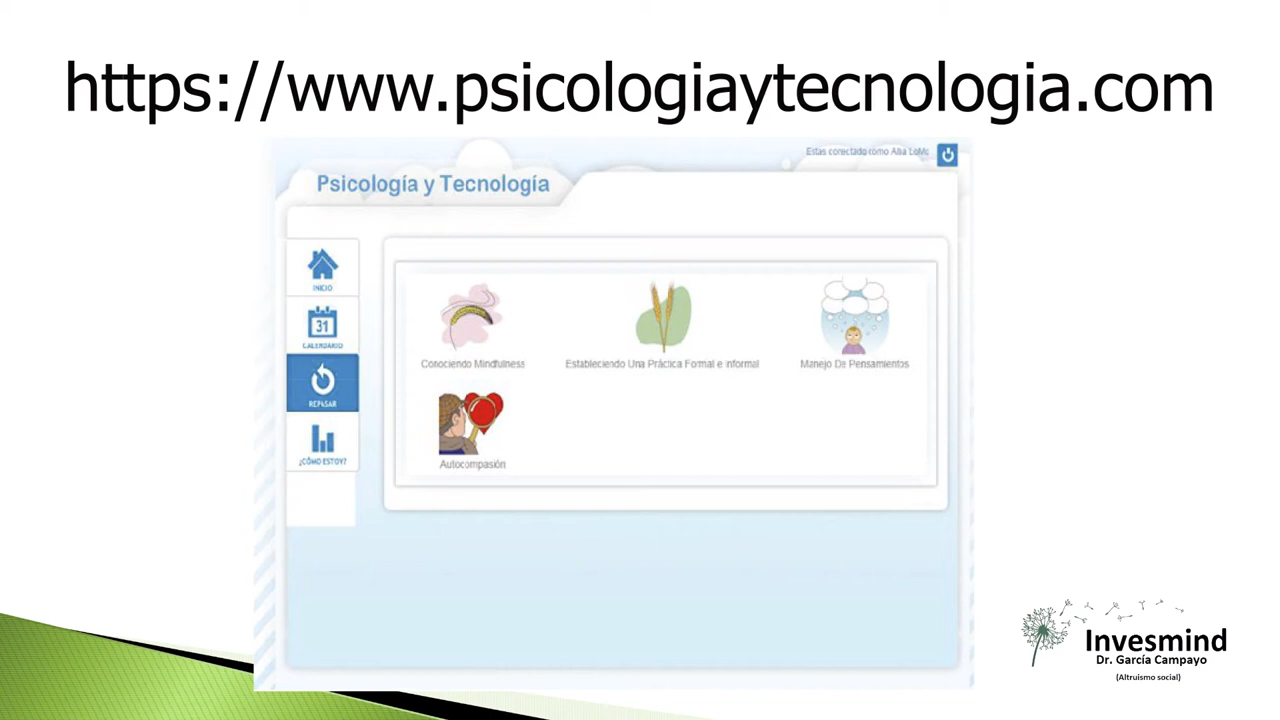 https://www.psicologiaytecnologia.com
Estas conectado como Alba LoMo
Psicología y Tecnología
INICIO
31
CALENDARIO
REPASAR
¿CÓMO ESTOY?
Conociendo Mindfulness
Estableciendo Una Práctica Formal e Informal
Manejo De Pensamientos
Autocompasión
Invesmind
Dr. García Campayo
(Altruismo social)